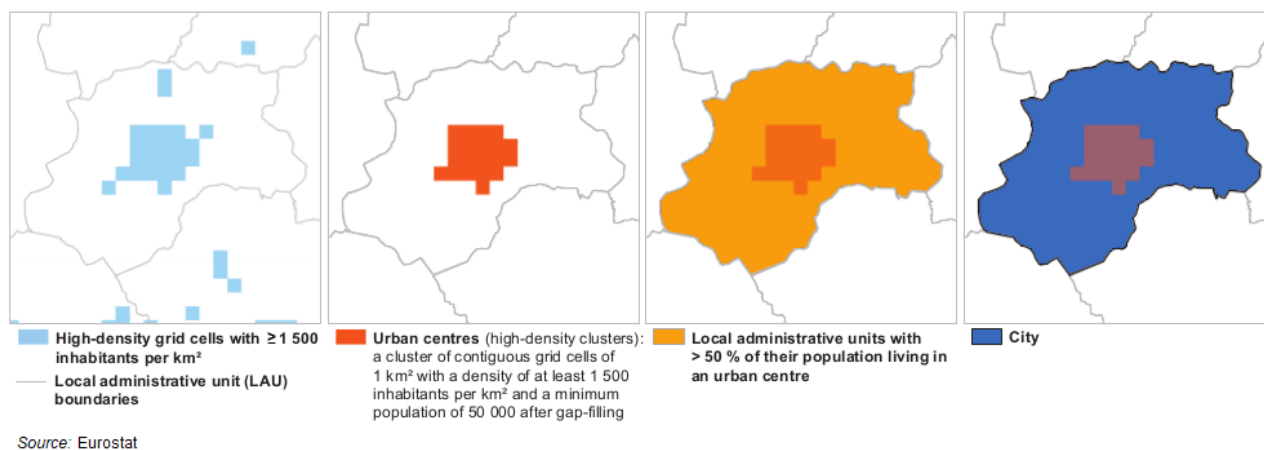 High-density grid cells with ≥ 1 500
inhabitants per km²
Local administrative unit (LAU)
boundaries
Urban centres (high-density clusters):
a cluster of contiguous grid cells of
1 km² with a density of at least 1 500
inhabitants per km² and a minimum
population of 50 000 after gap-filling
Local administrative units with
> 50 % of their population living in
an urban centre
City
Source: Eurostat